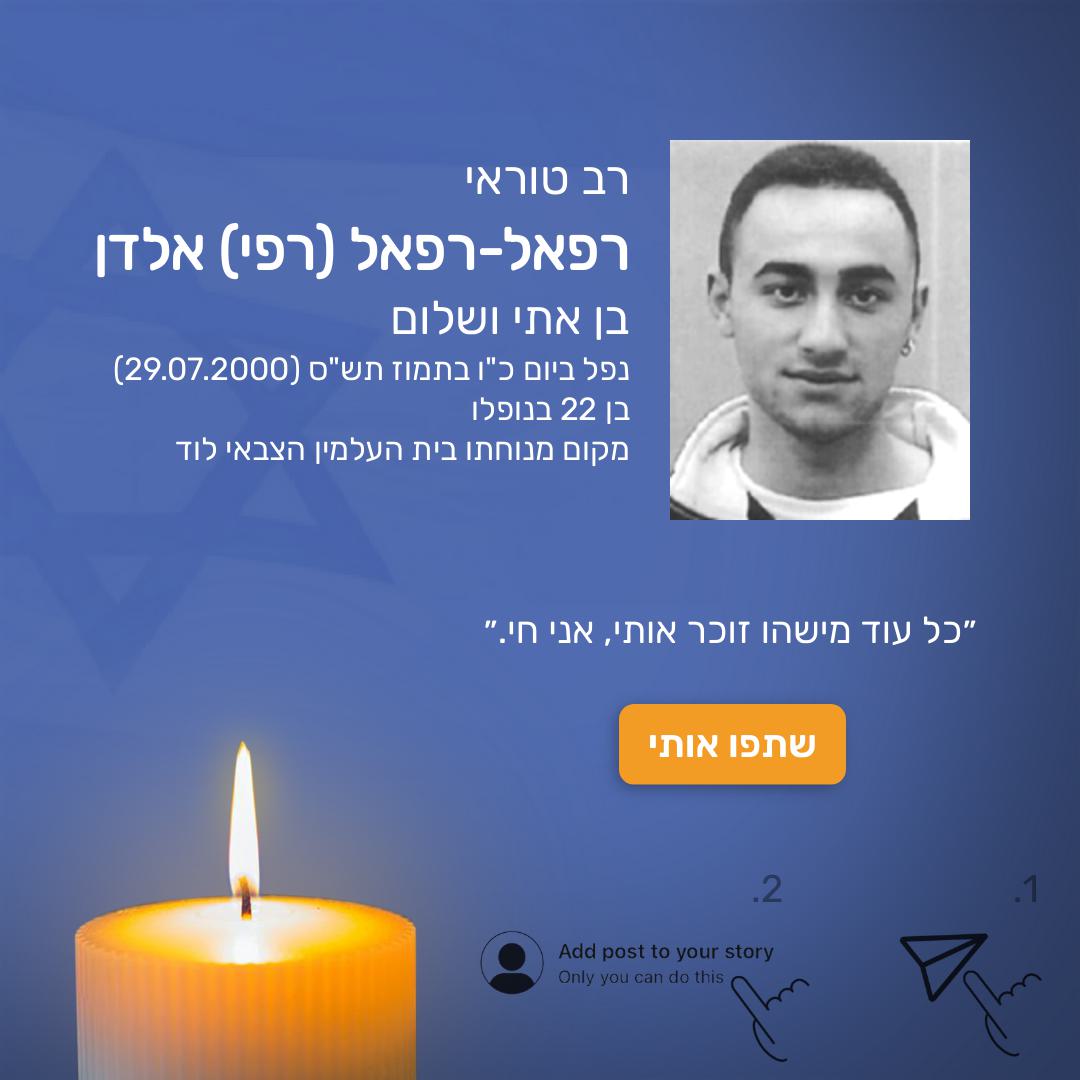 רב טוראי
רפאל-רפאל (רפי) אלדן
בן אתי ושלום
נפל ביום כ"ו בתמוז תש"ס (29.07.2000)
בן 22 בנופלו
מקום מנוחתו בית העלמין הצבאי לוד
״כל עוד מישהו זוכר אותי, אני חי.״
שתפו אותי
1.
2.
Add post to your story
Only you can do this